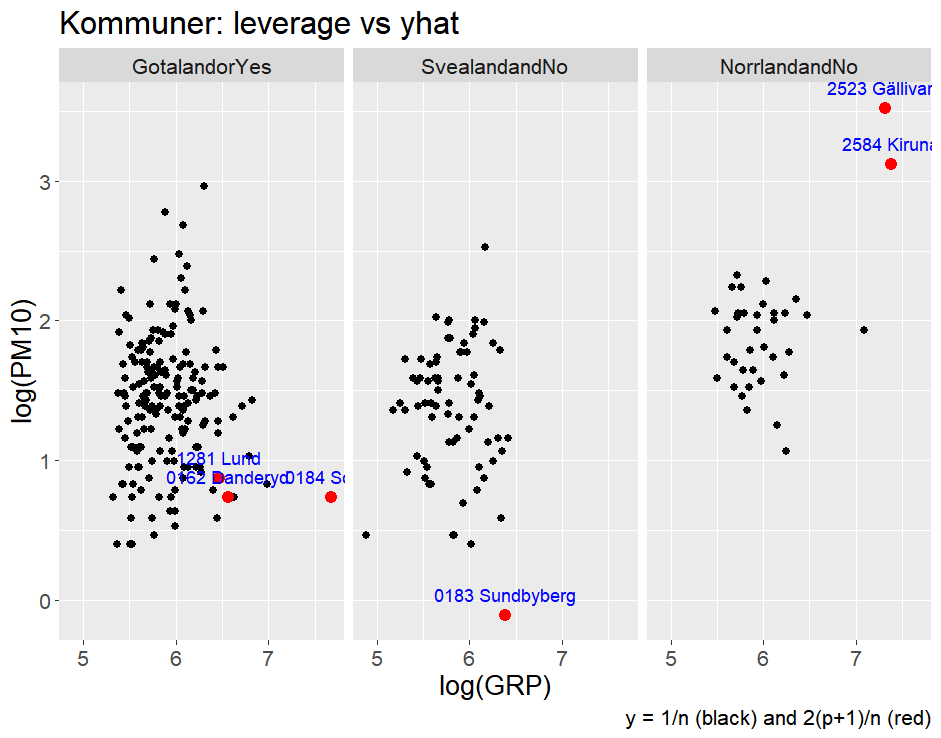 Kommuner: leverage vs yhat
GotalandorYes
SvealandandNo
NorrlandandNo
2523 Gällivar
2584 Kiruna
1281 Lund
0162 Danderyd
0184 So
0183 Sundbyberg
log(PM10)
3
2
1
0
5 6 7
5 6 7
5 6 7
log(GRP)
y = 1/n (black) and 2(p+1)/n (red)